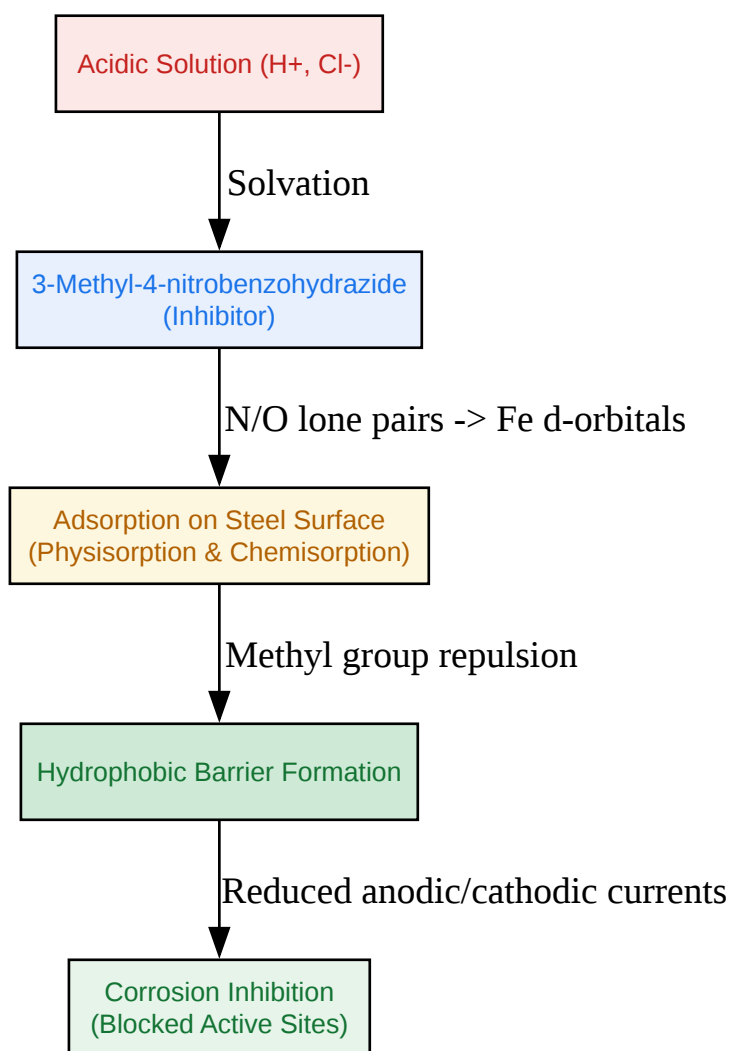 Acidic Solution (H+, Cl-)
Solvation
3-Methyl-4-nitrobenzohydrazide
(Inhibitor)
N/O lone pairs -> Fe d-orbitals
Adsorption on Steel Surface
(Physisorption & Chemisorption)
Methyl group repulsion
Hydrophobic Barrier Formation
Reduced anodic/cathodic currents
Corrosion Inhibition
(Blocked Active Sites)